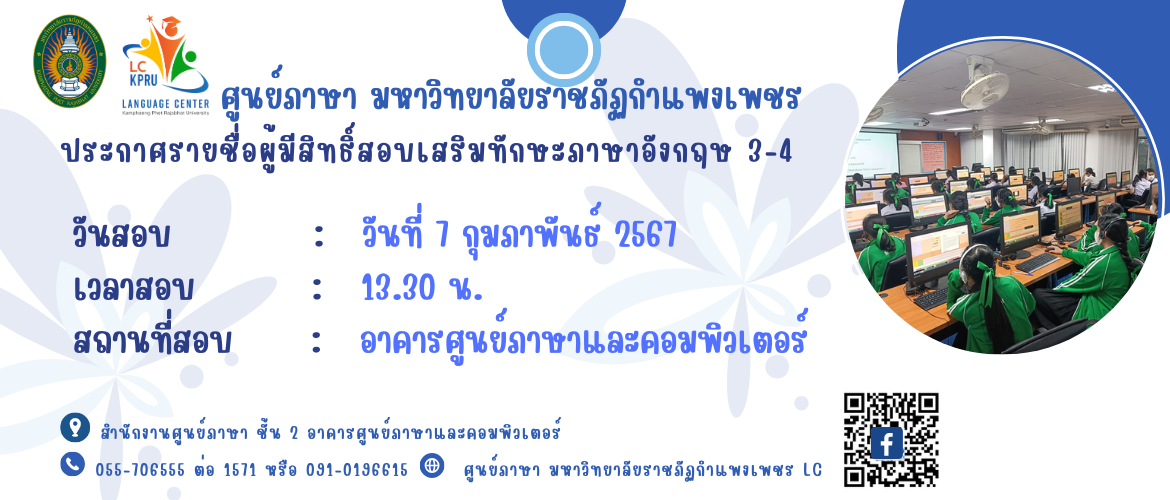 LC
KPRU
LANGUAGE CENTER
Kamphaeng Phet Rajabhat University
ศูนย์ภาษา มหาวิทยาลัยราชภัฏกำแพงเพชร
ประกาศรายชื่อผู้มีสิทธิ์สอบเสริมทักษะภาษาอังกฤษ 3-4
วันสอบ : วันที่ 7 กุมภาพันธ์ 2567
เวลาสอบ : 13.30 น.
สถานที่สอบ : อาคารศูนย์ภาษาและคอมพิวเตอร์
สำนักงานศูนย์ภาษา ชั้น 2 อาคารศูนย์ภาษาและคอมพิวเตอร์
055-706555 ต่อ 1571 หรือ 091-0196615 ศูนย์ภาษา มหาวิทยาลัยราชภัฏกำแพงเพชร LC